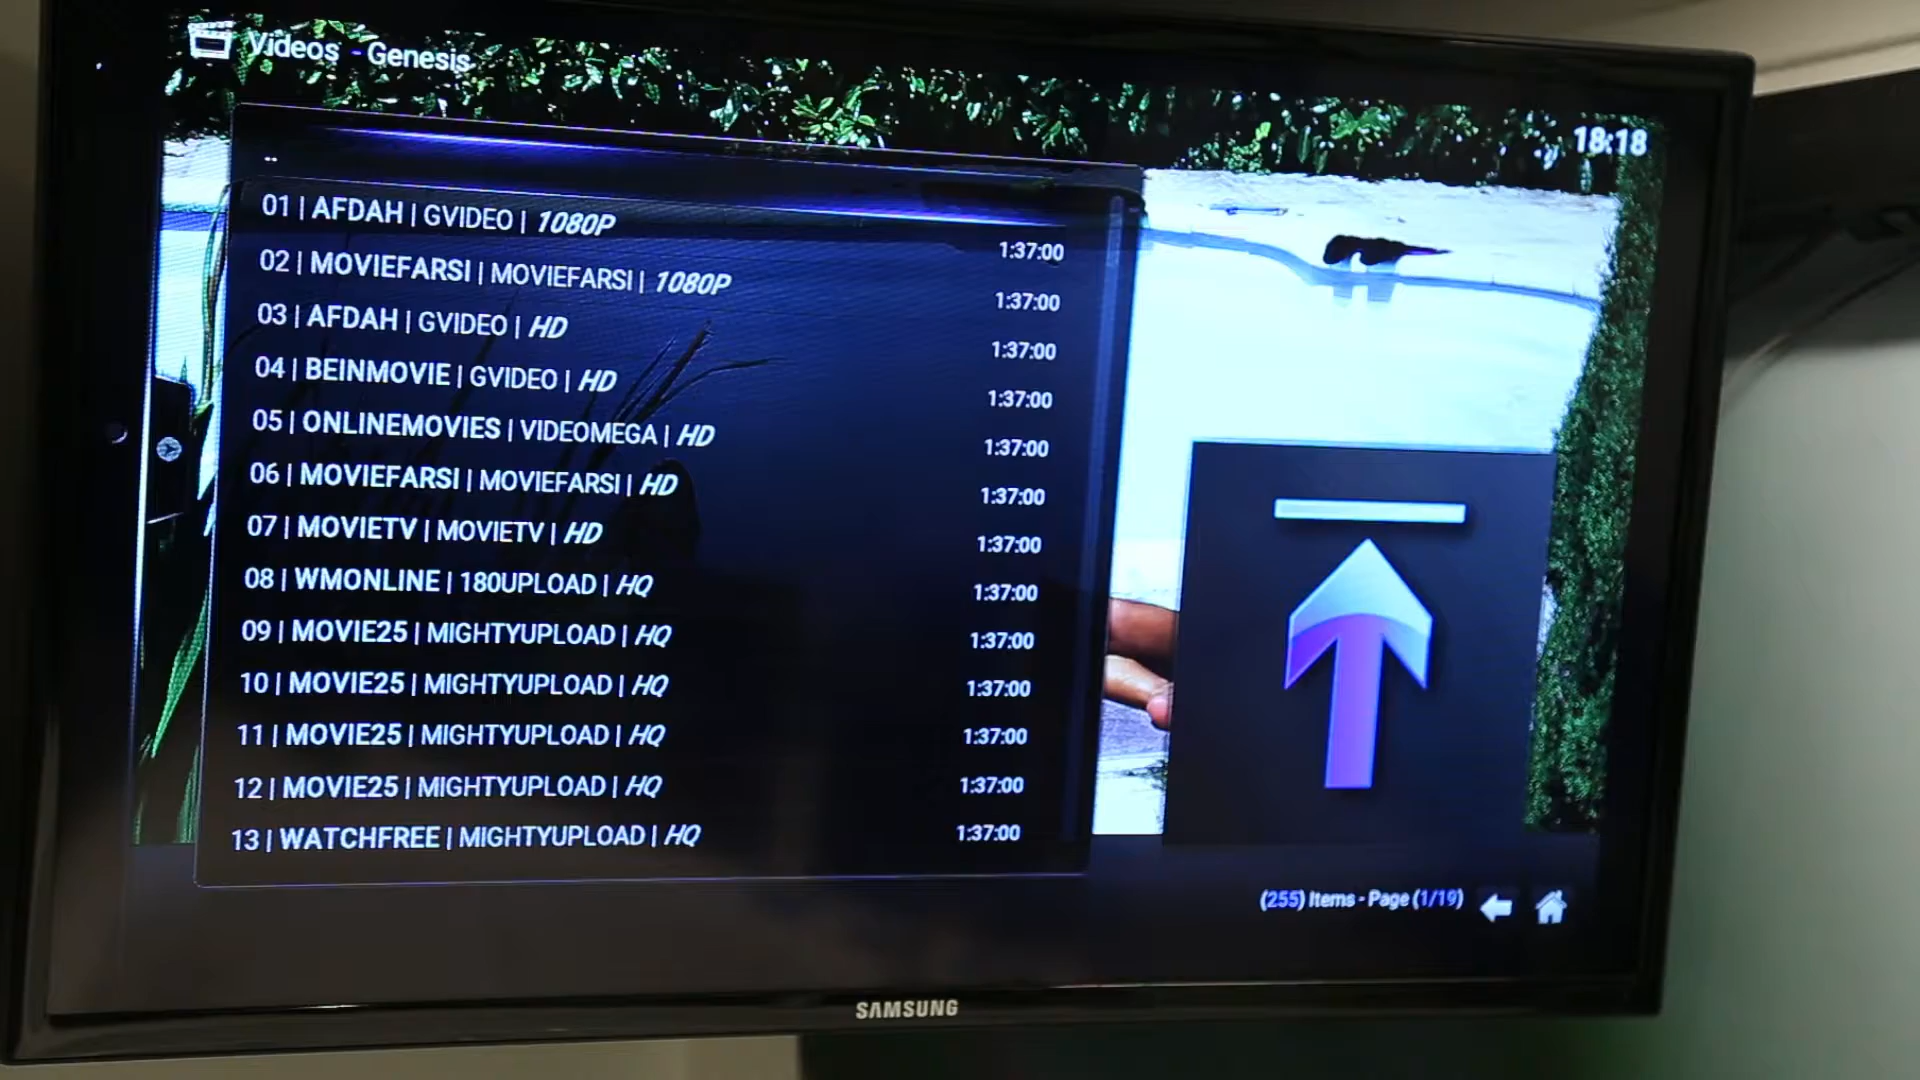 Videos - Genesis
18:18
..
01 | AFDAH | GVIDEO | 1080P 1:37:00
02 | MOVIEFARSI | MOVIEFARSI | 1080P 1:37:00
03 | AFDAH | GVIDEO | HD 1:37:00
04 | BEINMOVIE | GVIDEO | HD 1:37:00
05 | ONLINEMOVIES | VIDEOMEGA | HD 1:37:00
06 | MOVIEFARSI | MOVIEFARSI | HD 1:37:00
07 | MOVIETV | MOVIETV | HD 1:37:00
08 | WMONLINE | 180UPLOAD | HQ 1:37:00
09 | MOVIE25 | MIGHTYUPLOAD | HQ 1:37:00
10 | MOVIE25 | MIGHTYUPLOAD | HQ 1:37:00
11 | MOVIE25 | MIGHTYUPLOAD | HQ 1:37:00
12 | MOVIE25 | MIGHTYUPLOAD | HQ 1:37:00
13 | WATCHFREE | MIGHTYUPLOAD | HQ 1:37:00
(255) Items - Page (1/19)
SAMSUNG